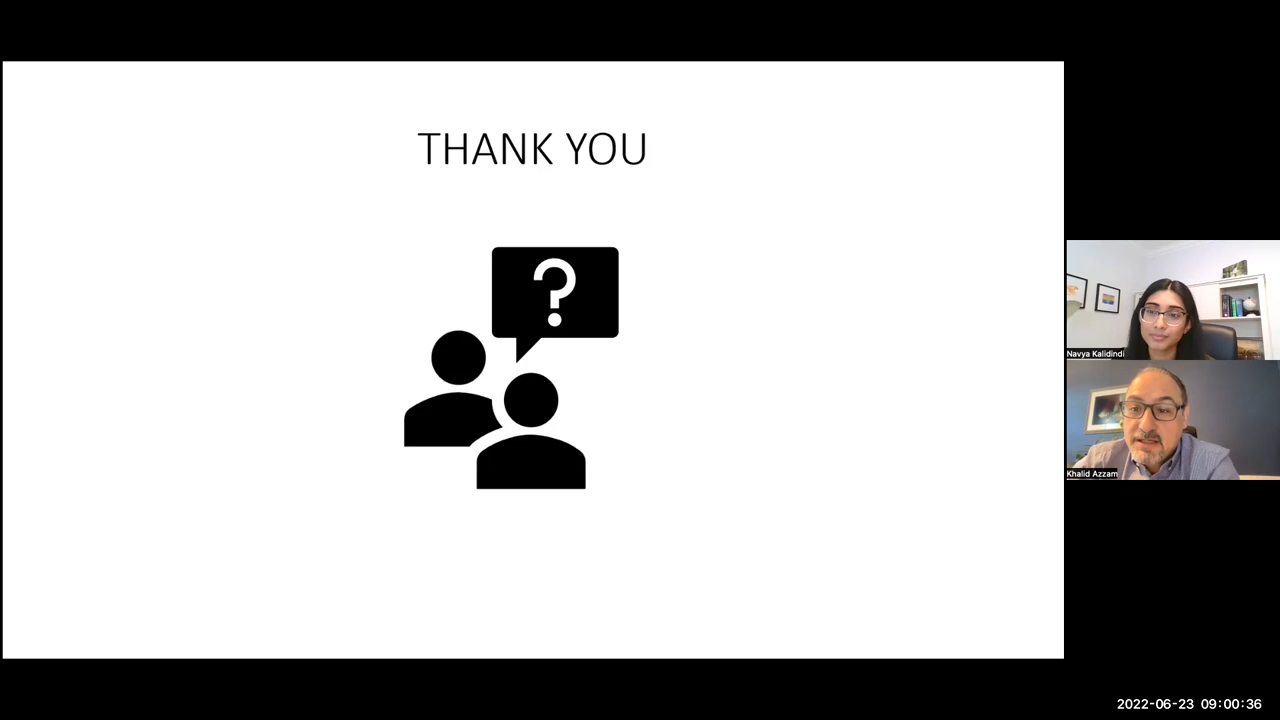 THANK YOU
?
Navya Kalidindi
Khalid Azzam
2022-06-23 09:00:36